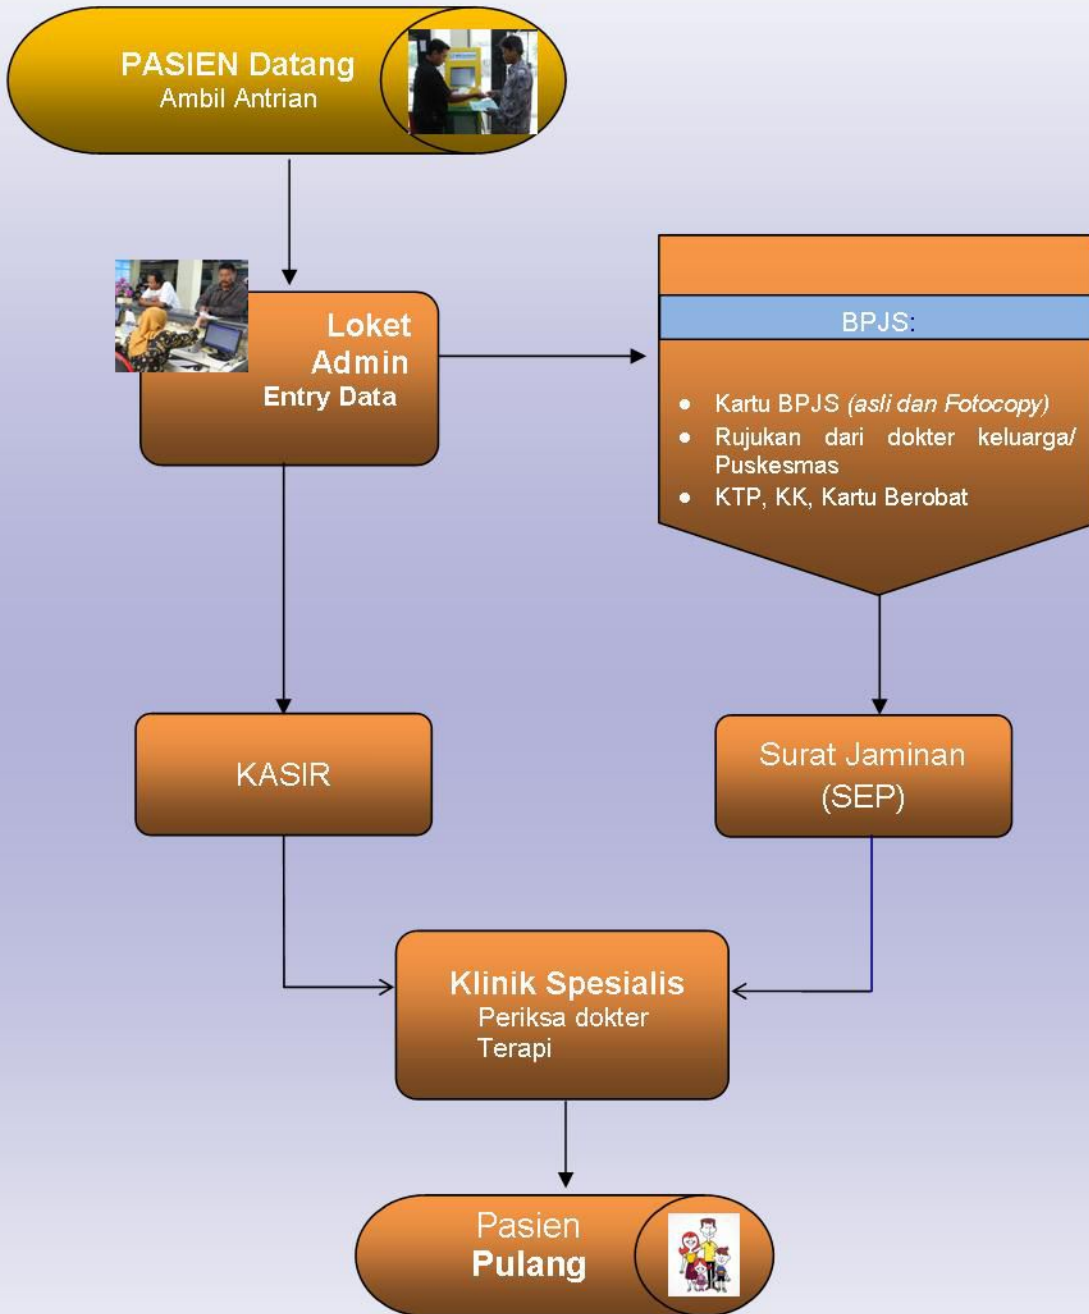 PASIEN Datang
Ambil Antrian
Loket
Admin
Entry Data
BPJS:
• Kartu BPJS (asli dan Fotocopy)
• Rujukan dari dokter keluarga/
Puskesmas
• KTP, KK, Kartu Berobat
KASIR
Surat Jaminan
(SEP)
Klinik Spesialis
Periksa dokter
Terapi
Pasien
Pulang